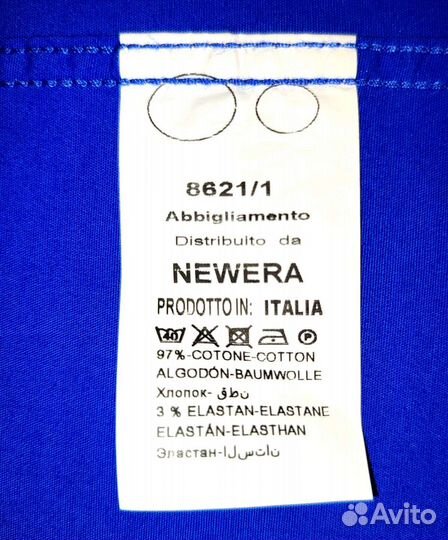 8621/1
Abbigliamento
Distribuito da
NEWERA
PRODOTTO IN: ITALIA
40 P
97%-COTONE-COTTON
ALGODÓN-BAUMWOLLE
Хлопок- قطن
3 % ELASTAN-ELASTANE
ELASTÁN-ELASTHAN
Эластан-الستان
Avito